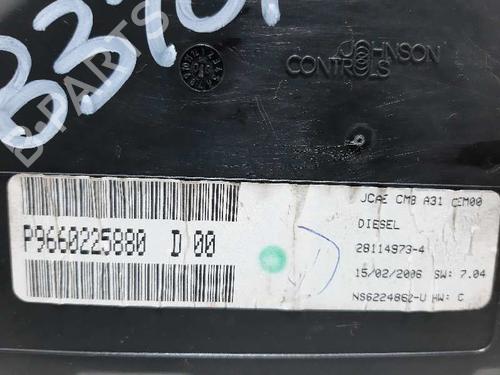 B-PARTS
JOHNSON
CONTROLS
JCAE CMB A31 CEM00
DIESEL
P9660225880 D 00
28114973-4
15/02/2006 SW: 7.04
NS6224862-U HW: C